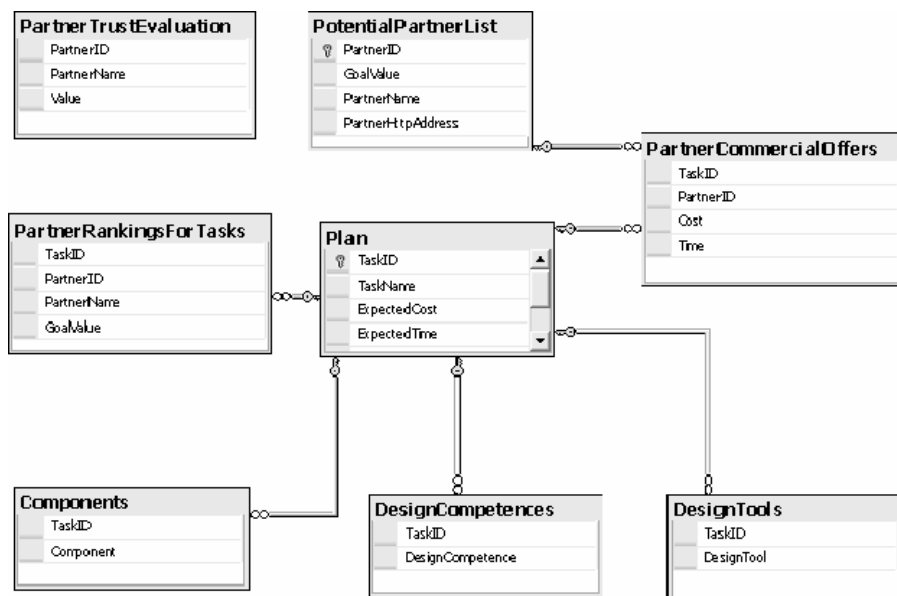 PartnerTrustEvaluation
PartnerID
PartnerName
Value
PotentialPartnerList
PartnerID
GoalValue
PartnerName
PartnerHttpAddress
PartnerCommercialOffers
TaskID
PartnerID
Cost
Time
PartnerRankingsForTasks
TaskID
PartnerID
PartnerName
GoalValue
Plan
TaskID
TaskName
ExpectedCost
ExpectedTime
Components
TaskID
Component
DesignCompetences
TaskID
DesignCompetence
DesignTools
TaskID
DesignTool